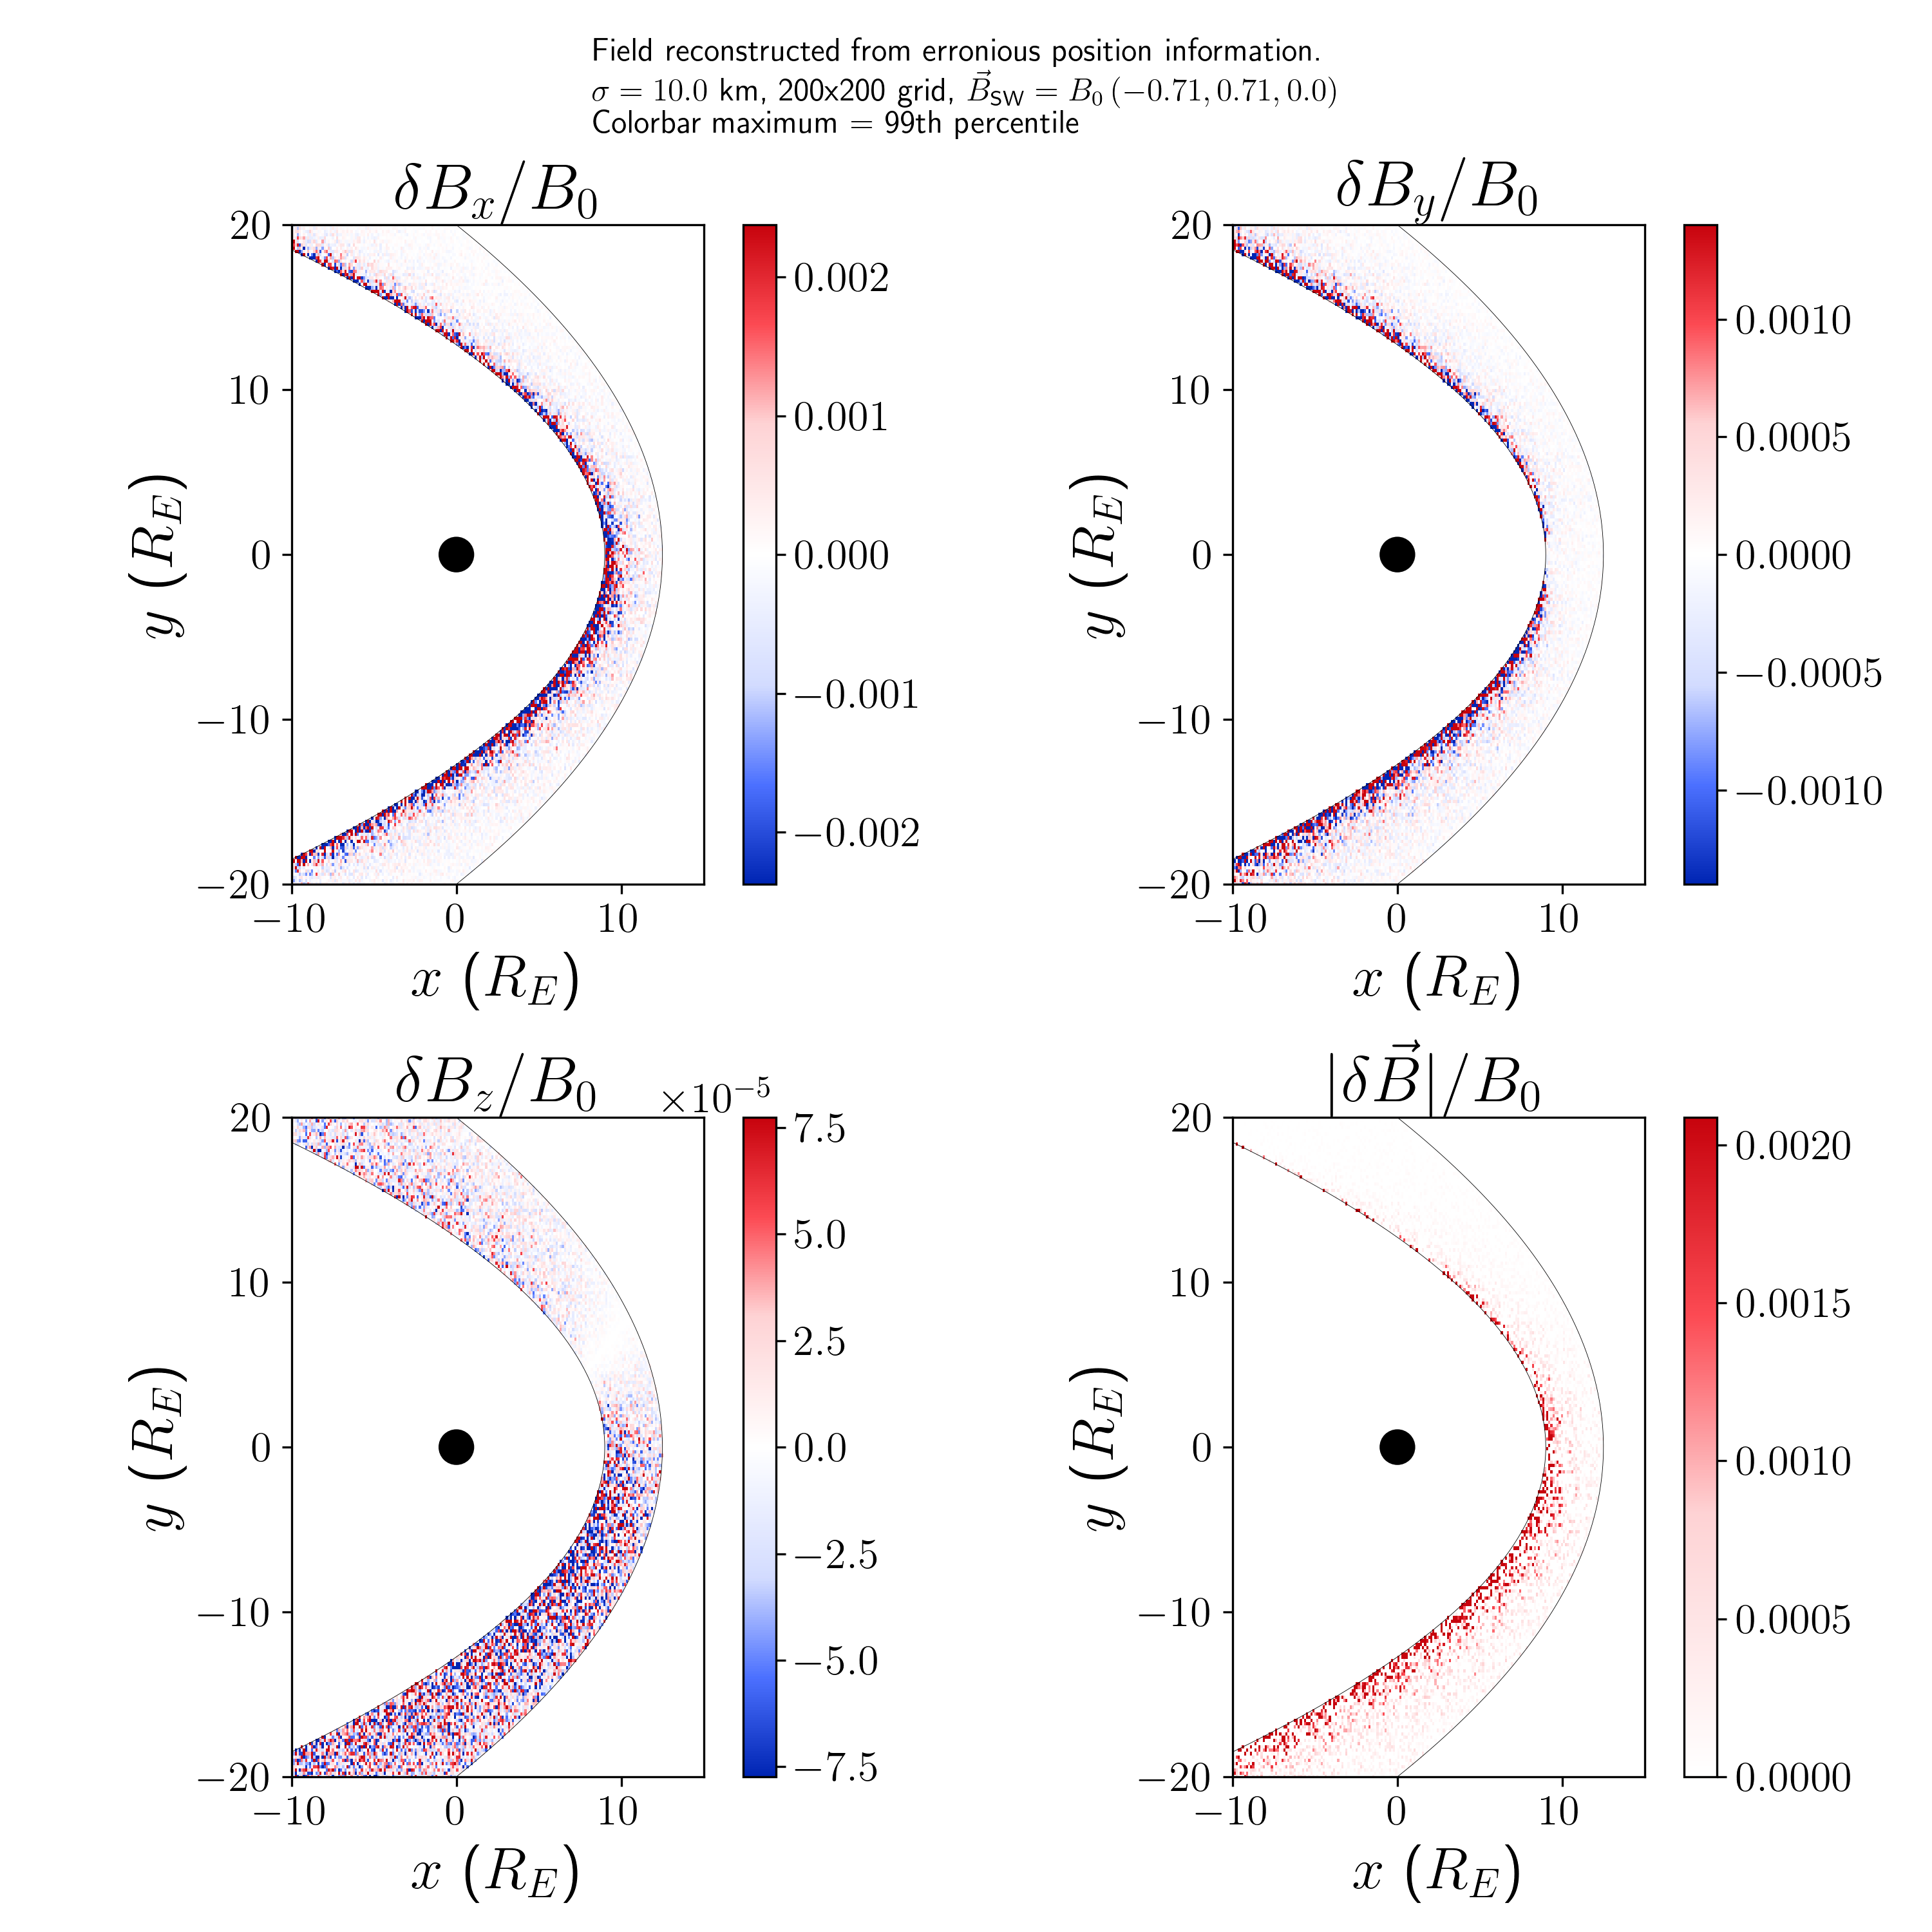 Field reconstructed from erronious position information.
σ = 10.0 km, 200x200 grid, B⃗_SW = B₀ (−0.71, 0.71, 0.0)
Colorbar maximum = 99th percentile
δB_x/B₀
20
10
0
−10
−20
−10 0 10
y (R_E)
x (R_E)
0.002
0.001
0.000
−0.001
−0.002
δB_y/B₀
20
10
0
−10
−20
−10 0 10
y (R_E)
x (R_E)
0.0010
0.0005
0.0000
−0.0005
−0.0010
δB_z/B₀
×10⁻⁵
20
10
0
−10
−20
−10 0 10
y (R_E)
x (R_E)
7.5
5.0
2.5
0.0
−2.5
−5.0
−7.5
|δB⃗|/B₀
20
10
0
−10
−20
−10 0 10
y (R_E)
x (R_E)
0.0020
0.0015
0.0010
0.0005
0.0000